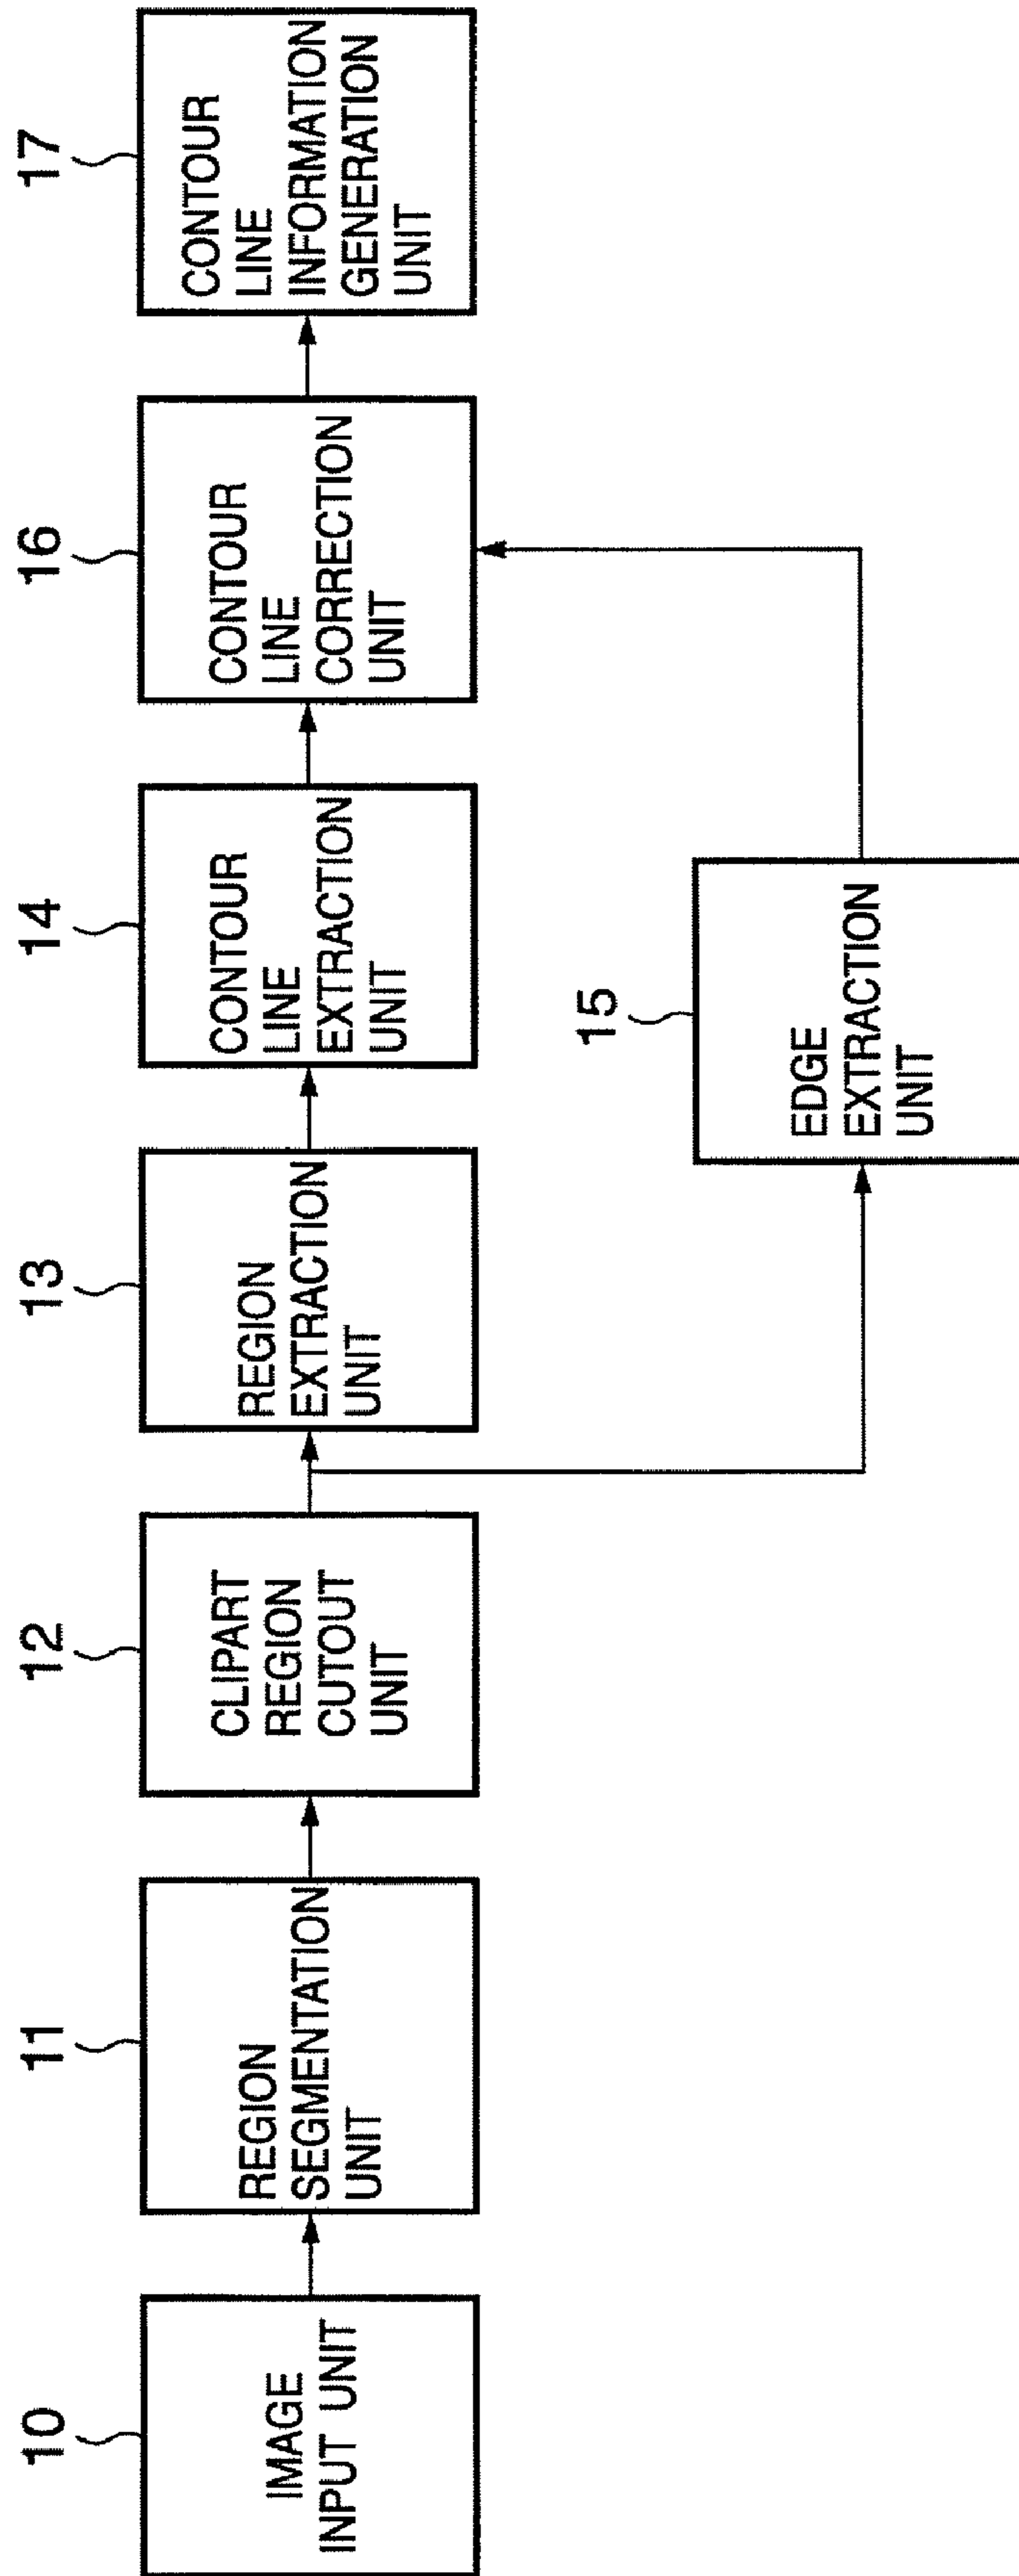 10
IMAGE
INPUT UNIT
11
REGION
SEGMENTATION
UNIT
12
CLIPART
REGION
CUTOUT
UNIT
13
REGION
EXTRACTION
UNIT
14
CONTOUR
LINE
EXTRACTION
UNIT
16
CONTOUR
LINE
CORRECTION
UNIT
17
CONTOUR
LINE
INFORMATION
GENERATION
UNIT
15
EDGE
EXTRACTION
UNIT